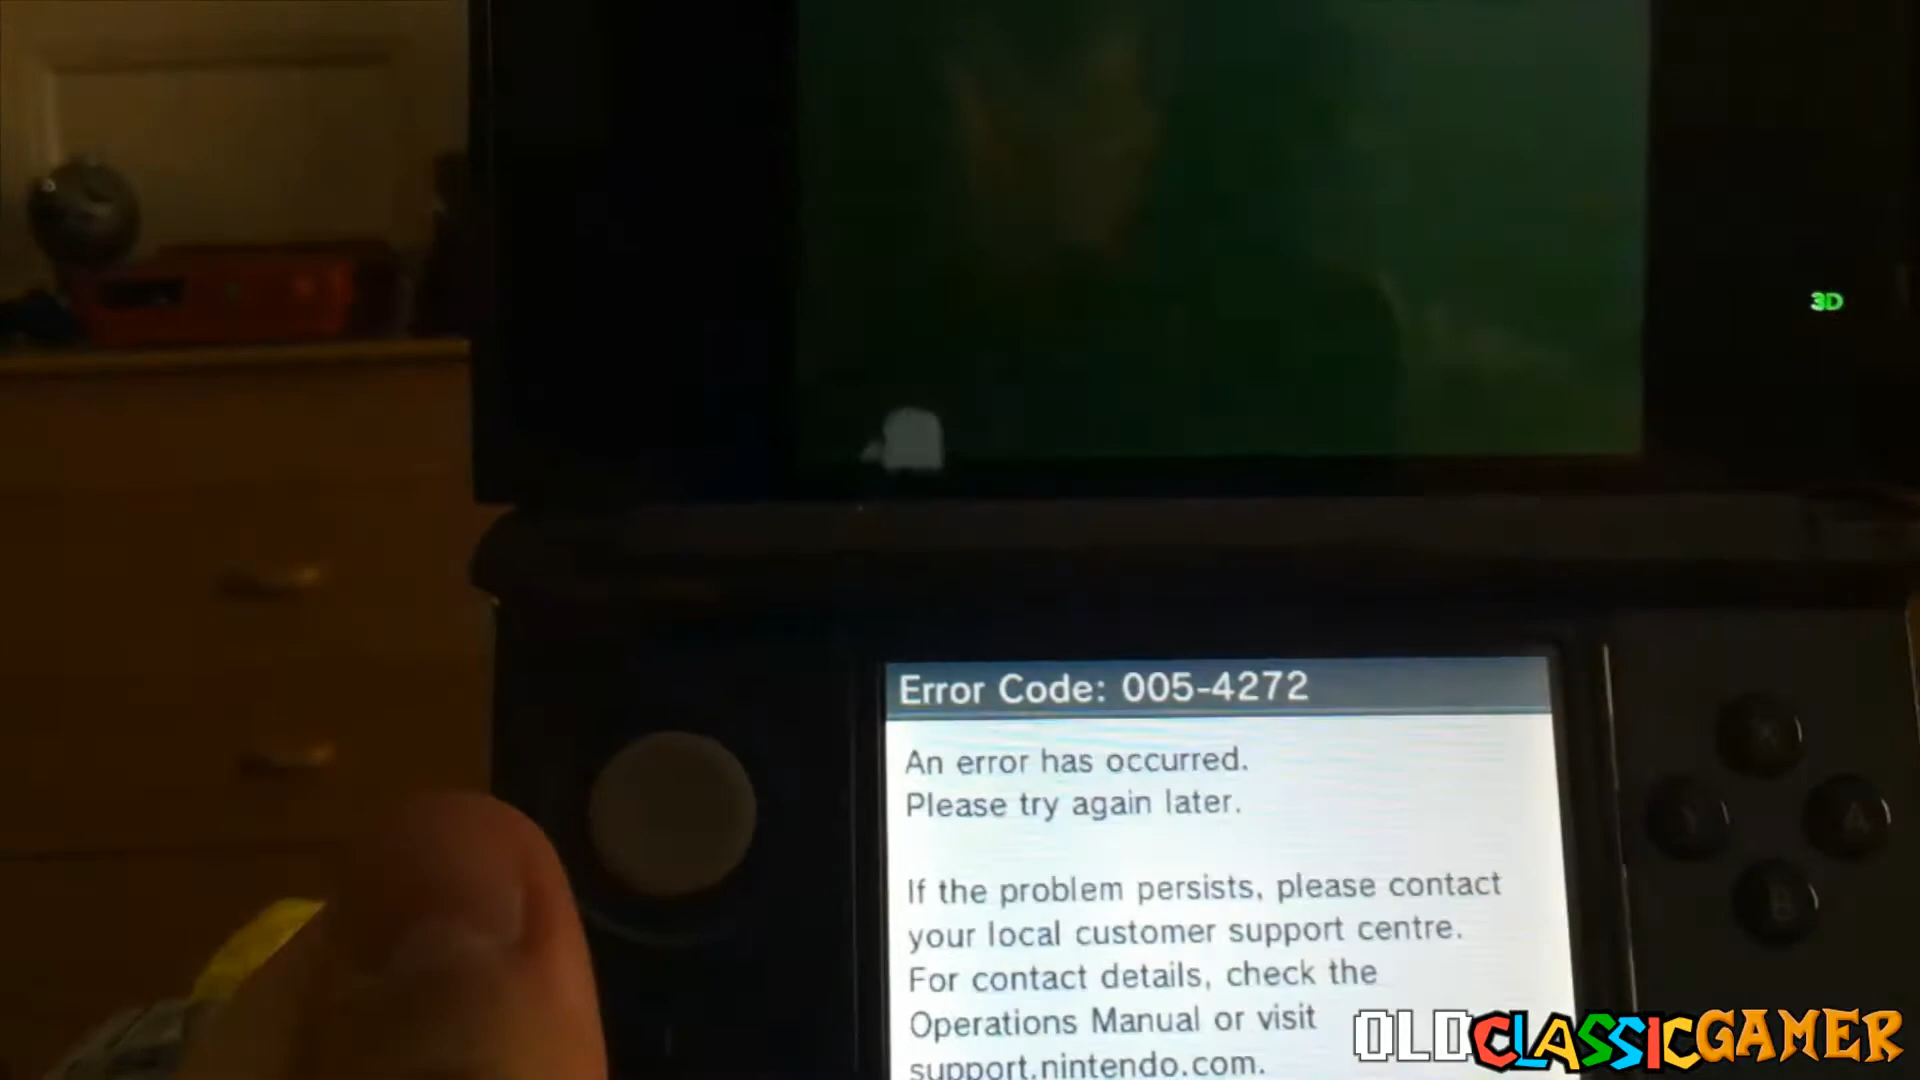 3D
Error Code: 005-4272
An error has occurred.
Please try again later.
If the problem persists, please contact
your local customer support centre.
For contact details, check the
Operations Manual or visit
support.nintendo.com.
X
Y
A
B
OLDCLASSICGAMER